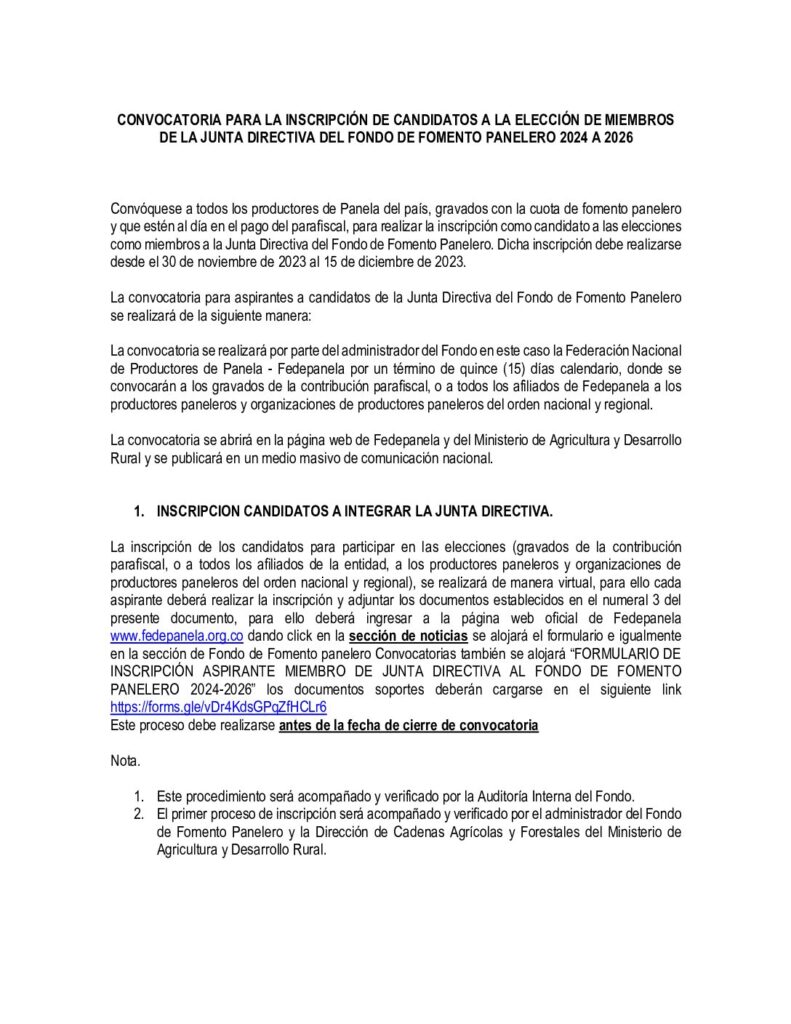 CONVOCATORIA PARA LA INSCRIPCIÓN DE CANDIDATOS A LA ELECCIÓN DE MIEMBROS
DE LA JUNTA DIRECTIVA DEL FONDO DE FOMENTO PANELERO 2024 A 2026
Convóquese a todos los productores de Panela del país, gravados con la cuota de fomento panelero
y que estén al día en el pago del parafiscal, para realizar la inscripción como candidato a las elecciones
como miembros a la Junta Directiva del Fondo de Fomento Panelero. Dicha inscripción debe realizarse
desde el 30 de noviembre de 2023 al 15 de diciembre de 2023.
La convocatoria para aspirantes a candidatos de la Junta Directiva del Fondo de Fomento Panelero
se realizará de la siguiente manera:
La convocatoria se realizará por parte del administrador del Fondo en este caso la Federación Nacional
de Productores de Panela - Fedepanela por un término de quince (15) días calendario, donde se
convocarán a los gravados de la contribución parafiscal, o a todos los afiliados de Fedepanela a los
productores paneleros y organizaciones de productores paneleros del orden nacional y regional.
La convocatoria se abrirá en la página web de Fedepanela y del Ministerio de Agricultura y Desarrollo
Rural y se publicará en un medio masivo de comunicación nacional.
1. INSCRIPCION CANDIDATOS A INTEGRAR LA JUNTA DIRECTIVA.
La inscripción de los candidatos para participar en las elecciones (gravados de la contribución
parafiscal, o a todos los afiliados de la entidad, a los productores paneleros y organizaciones de
productores paneleros del orden nacional y regional), se realizará de manera virtual, para ello cada
aspirante deberá realizar la inscripción y adjuntar los documentos establecidos en el numeral 3 del
presente documento, para ello deberá ingresar a la página web oficial de Fedepanela
www.fedepanela.org.co dando click en la sección de noticias se alojará el formulario e igualmente
en la sección de Fondo de Fomento panelero Convocatorias también se alojará “FORMULARIO DE
INSCRIPCIÓN ASPIRANTE MIEMBRO DE JUNTA DIRECTIVA AL FONDO DE FOMENTO
PANELERO 2024-2026” los documentos soportes deberán cargarse en el siguiente link
https://forms.gle/vDr4KdsGPqZfHCLr6
Este proceso debe realizarse antes de la fecha de cierre de convocatoria
Nota.
1. Este procedimiento será acompañado y verificado por la Auditoría Interna del Fondo.
2. El primer proceso de inscripción será acompañado y verificado por el administrador del Fondo
de Fomento Panelero y la Dirección de Cadenas Agrícolas y Forestales del Ministerio de
Agricultura y Desarrollo Rural.